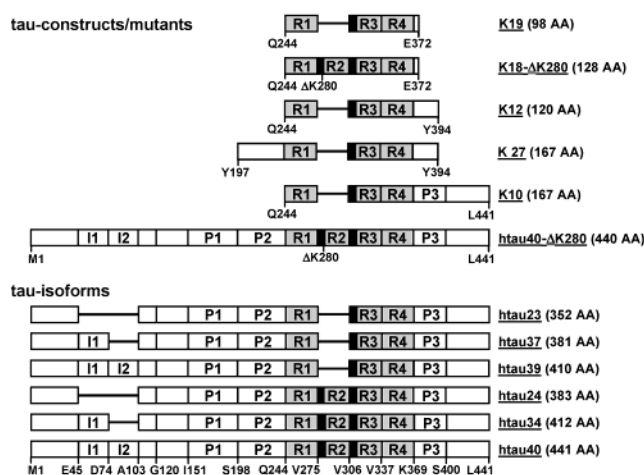 tau-constructs/mutants
R1 R3 R4 K19 (98 AA)
Q244 E372
R1 R2 R3 R4 K18-ΔK280 (128 AA)
Q244 ΔK280 E372
R1 R3 R4 K12 (120 AA)
Q244 Y394
R1 R3 R4 K 27 (167 AA)
Y197 Y394
R1 R3 R4 P3 K10 (167 AA)
Q244 L441
I1 I2 P1 P2 R1 R2 R3 R4 P3 htau40-ΔK280 (440 AA)
M1 ΔK280 L441
tau-isoforms
P1 P2 R1 R3 R4 P3 htau23 (352 AA)
I1 P1 P2 R1 R3 R4 P3 htau37 (381 AA)
I1 I2 P1 P2 R1 R3 R4 P3 htau39 (410 AA)
P1 P2 R1 R2 R3 R4 P3 htau24 (383 AA)
I1 P1 P2 R1 R2 R3 R4 P3 htau34 (412 AA)
I1 I2 P1 P2 R1 R2 R3 R4 P3 htau40 (441 AA)
M1 E45 D74 A103 G120 I151 S198 Q244 V275 V306 V337 K369 S400 L441